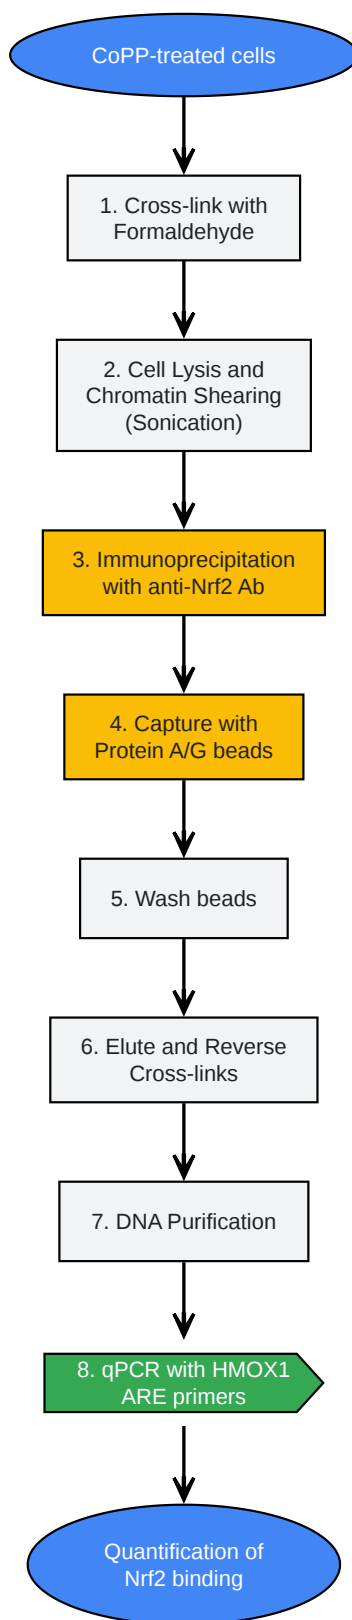 CoPP-treated cells
1. Cross-link with
Formaldehyde
2. Cell Lysis and
Chromatin Shearing
(Sonication)
3. Immunoprecipitation
with anti-Nrf2 Ab
4. Capture with
Protein A/G beads
5. Wash beads
6. Elute and Reverse
Cross-links
7. DNA Purification
8. qPCR with HMOX1
ARE primers
Quantification of
Nrf2 binding